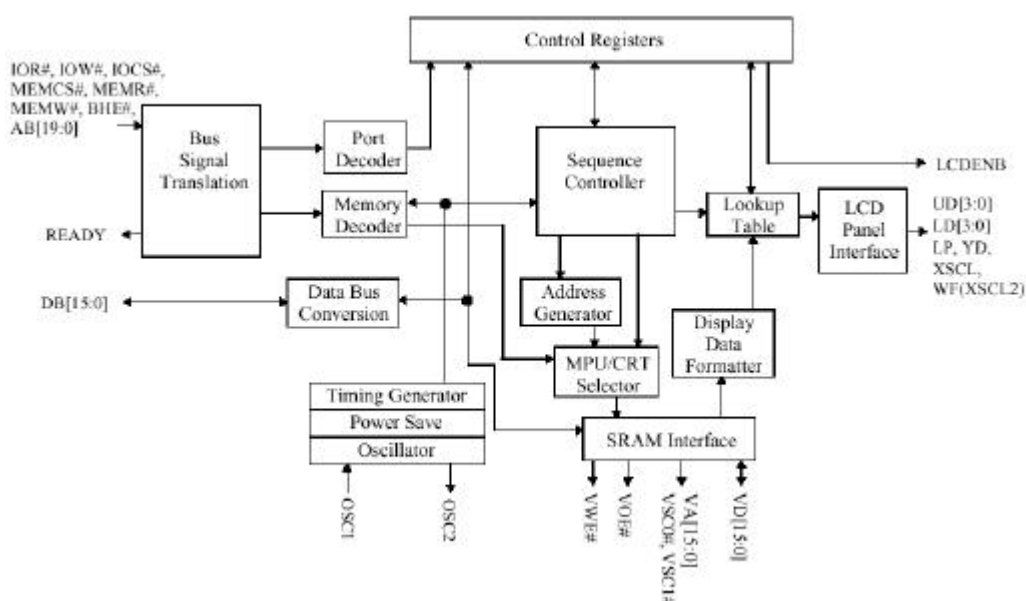 Control Registers
IOR#, IOW#, IOCS#,
MEMCS#, MEMR#,
MEMW#, BHE#,
AB[19:0]
Bus
Signal
Translation
Port
Decoder
Sequence
Controller
LCDENB
Memory
Decoder
Lookup
Table
LCD
Panel
Interface
UD[3:0]
LD[3:0]
LP, YD,
XSCL,
WF(XSCL2)
READY
DB[15:0]
Data Bus
Conversion
Address
Generator
Display
Data
Formatter
MPU/CRT
Selector
Timing Generator
Power Save
Oscillator
SRAM Interface
OSC1
OSC2
VWE#
VOE#
VA[15:0]
VSC0#, VSC1#
VD[15:0]